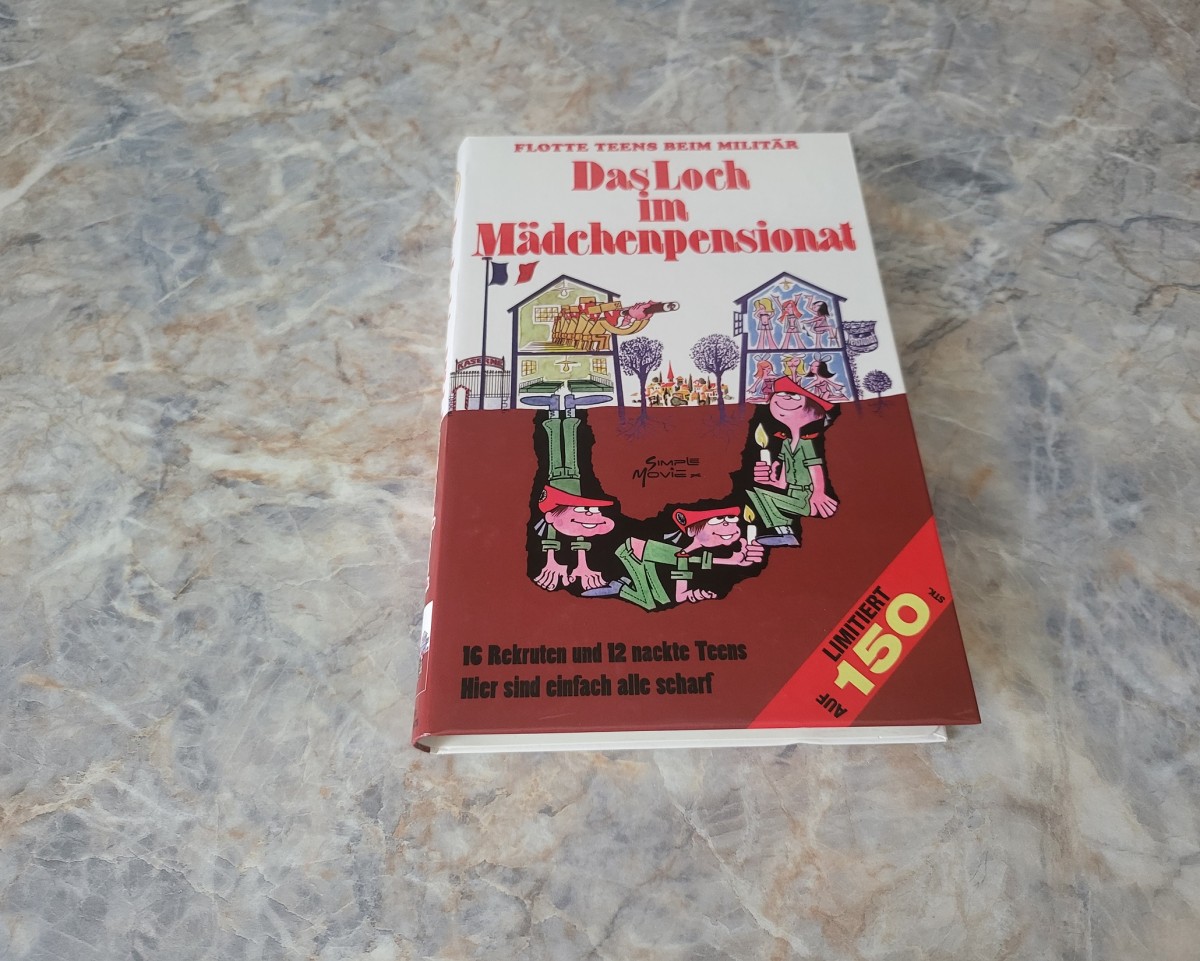 FLOTTE TEENS BEIM MILITÄR
Das Loch
im
Mädchenpensionat
KASERNE
SIMPLE
MOVIE
16 Rekruten und 12 nackte Teens
Hier sind einfach alle scharf
LIMITIERT
AUF 150 STK.